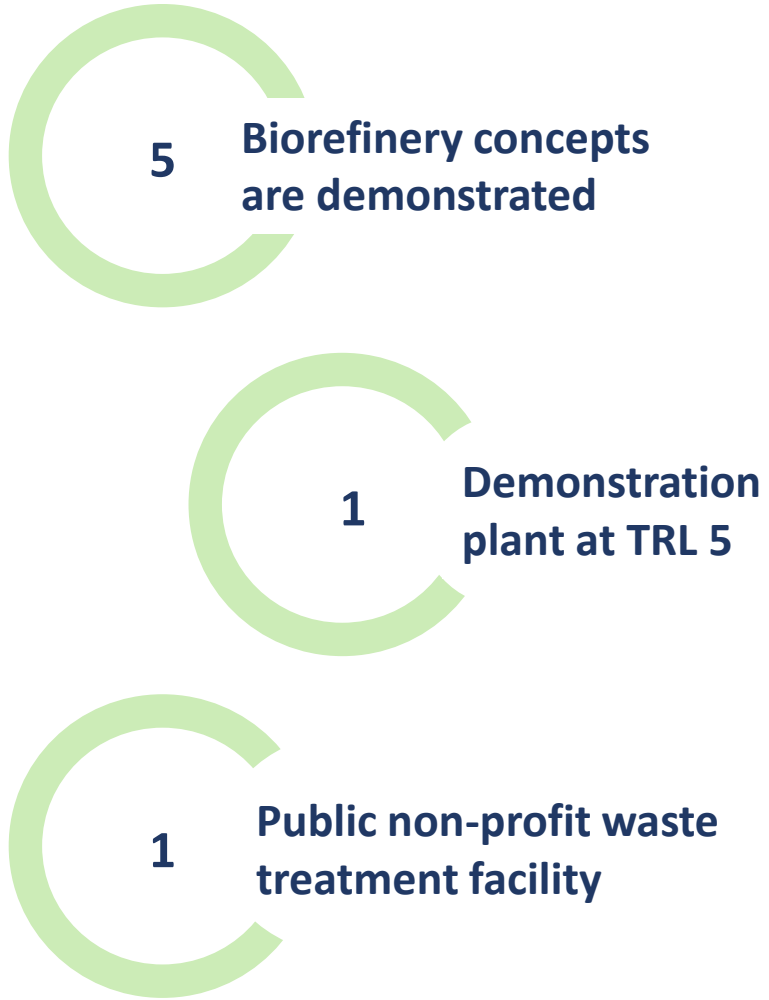 5
Biorefinery concepts
are demonstrated
1
Demonstration
plant at TRL 5
1
Public non-profit waste
treatment facility